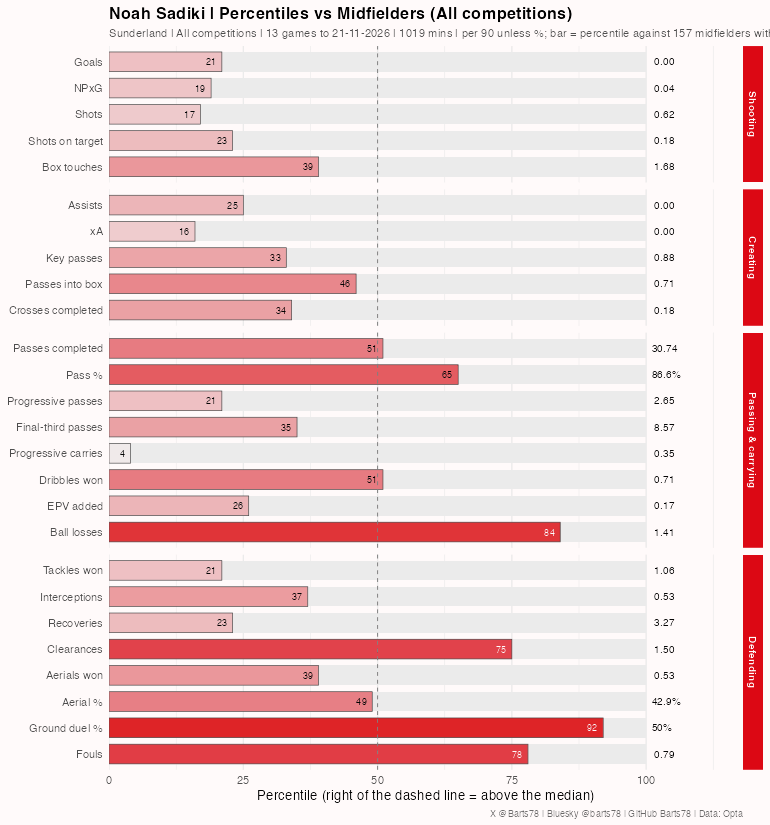 Noah Sadiki | Percentiles vs Midfielders (All competitions)
Sunderland | All competitions | 13 games to 21-11-2026 | 1019 mins | per 90 unless %; bar = percentile against 157 midfielders with
Goals 21 0.00
NPxG 19 0.04
Shots 17 0.62
Shots on target 23 0.18
Box touches 39 1.68
Shooting
Assists 25 0.00
xA 16 0.00
Key passes 33 0.88
Passes into box 46 0.71
Crosses completed 34 0.18
Creating
Passes completed 51 30.74
Pass % 65 86.6%
Progressive passes 21 2.65
Final-third passes 35 8.57
Progressive carries 4 0.35
Dribbles won 51 0.71
EPV added 26 0.17
Ball losses 84 1.41
Passing & carrying
Tackles won 21 1.06
Interceptions 37 0.53
Recoveries 23 3.27
Clearances 75 1.50
Aerials won 39 0.53
Aerial % 49 42.9%
Ground duel % 92 50%
Fouls 78 0.79
Defending
0 25 50 75 100
Percentile (right of the dashed line = above the median)
X @Barts78 | Bluesky @barts78 | GitHub Barts78 | Data: Opta